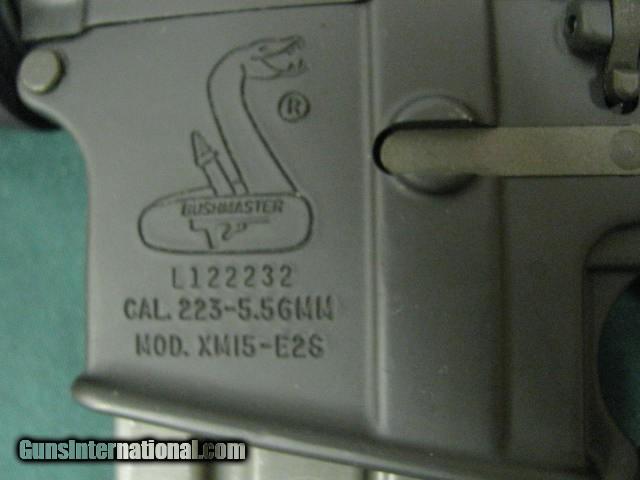 ®
BUSHMASTER
L122232
CAL. 223-5.56MM
MOD. XM15-E2S
GunsInternational.com